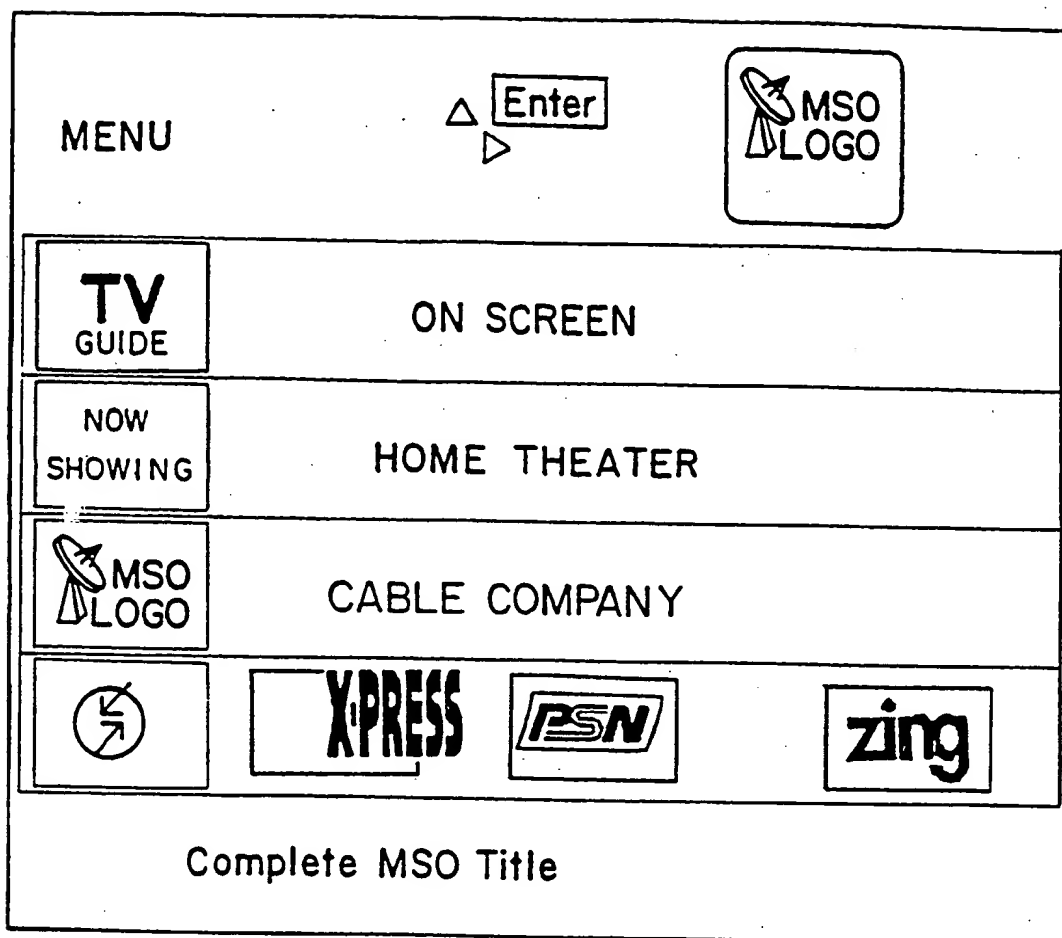 MENU
Enter
MSO
LOGO
TV
GUIDE
ON SCREEN
NOW
SHOWING
HOME THEATER
MSO
LOGO
CABLE COMPANY
X·PRESS
PSN
zing
Complete MSO Title